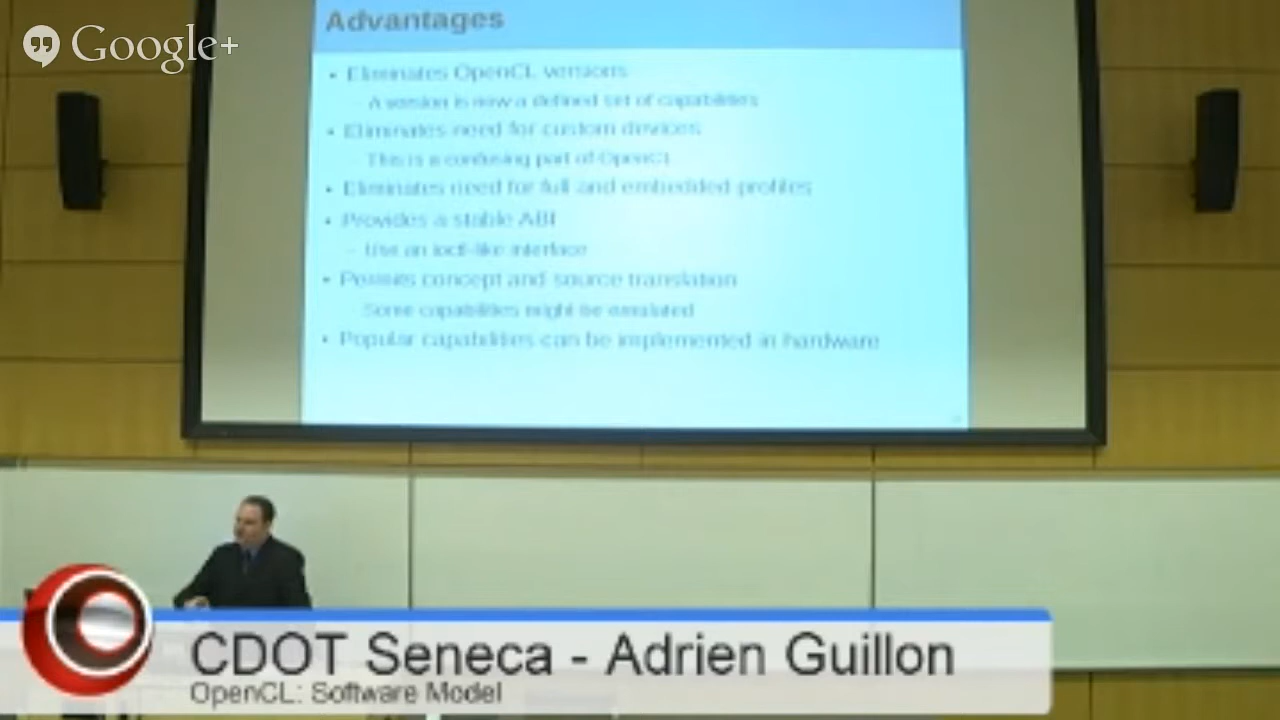 Google+
Advantages
• Eliminates OpenCL versions
– A version is now a defined set of capabilities
• Eliminates need for custom devices
– This is a confusing part of OpenCL
• Eliminates need for full and embedded profiles
• Provides a stable ABI
– Use an ioctl-like interface
• Permits concept and source translation
– Some capabilities might be emulated
• Popular capabilities can be implemented in hardware
CDOT Seneca - Adrien Guillon
OpenCL: Software Model